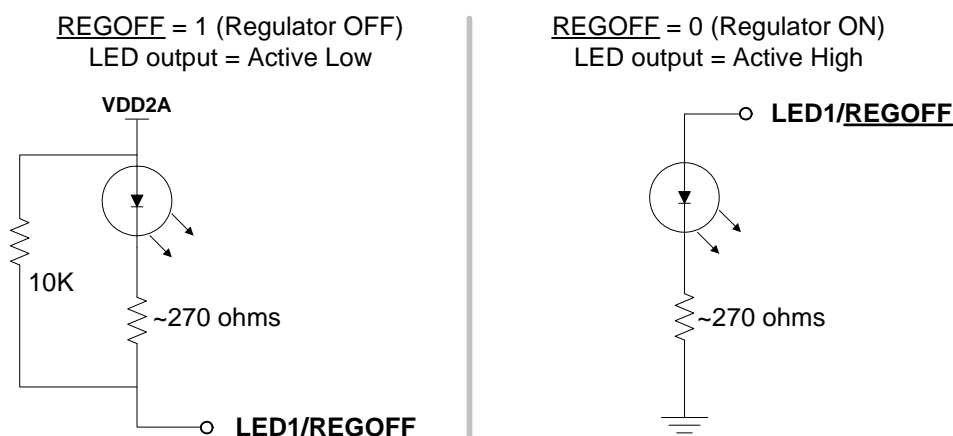 REGOFF = 1 (Regulator OFF)
LED output = Active Low
VDD2A
10K
~270 ohms
LED1/REGOFF
REGOFF = 0 (Regulator ON)
LED output = Active High
LED1/REGOFF
~270 ohms